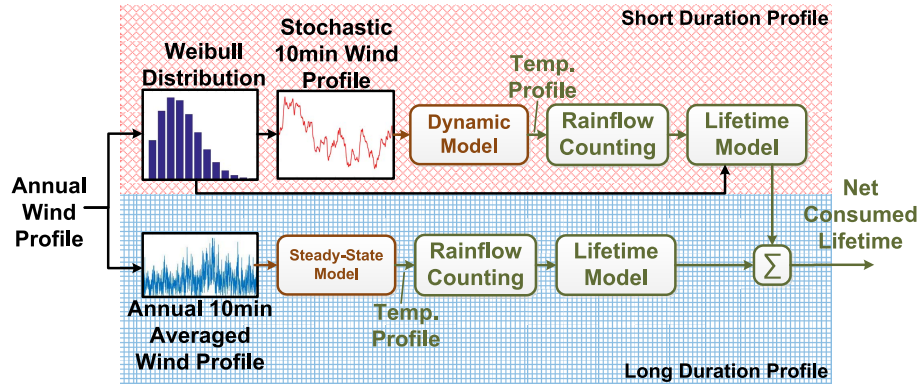 Short Duration Profile
Weibull
Distribution
Stochastic
10min Wind
Profile
Temp.
Profile
Dynamic
Model
Rainflow
Counting
Lifetime
Model
Annual
Wind
Profile
Net
Consumed
Lifetime
Steady-State
Model
Rainflow
Counting
Lifetime
Model
Σ
Temp.
Profile
Annual 10min
Averaged
Wind Profile
Long Duration Profile